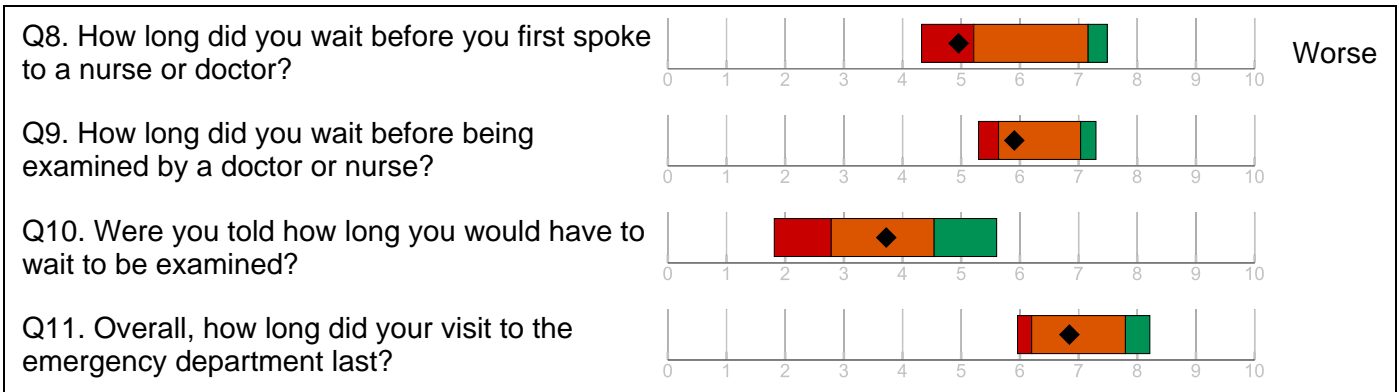 Q8. How long did you wait before you first spoke
to a nurse or doctor?
Worse
0 1 2 3 4 5 6 7 8 9 10
Q9. How long did you wait before being
examined by a doctor or nurse?
0 1 2 3 4 5 6 7 8 9 10
Q10. Were you told how long you would have to
wait to be examined?
0 1 2 3 4 5 6 7 8 9 10
Q11. Overall, how long did your visit to the
emergency department last?
0 1 2 3 4 5 6 7 8 9 10